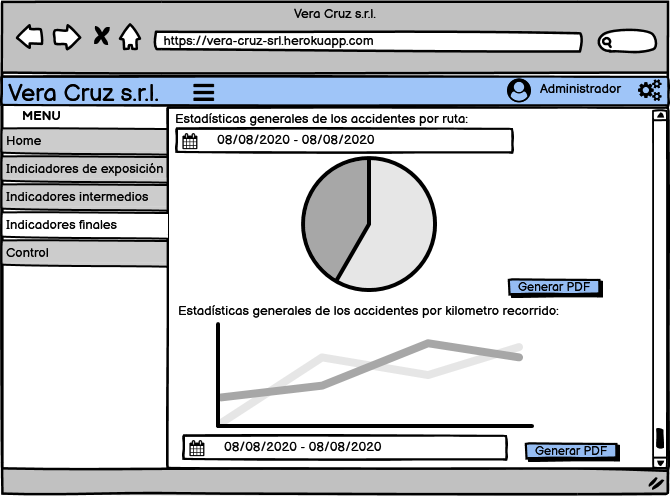 Vera Cruz s.r.l.
https://vera-cruz-srl.herokuapp.com
Vera Cruz s.r.l.
Administrador
MENU
Home
Indiciadores de exposición
Indicadores intermedios
Indicadores finales
Control
Estadísticas generales de los accidentes por ruta:
08/08/2020 - 08/08/2020
Generar PDF
Estadísticas generales de los accidentes por kilometro recorrido:
08/08/2020 - 08/08/2020
Generar PDF